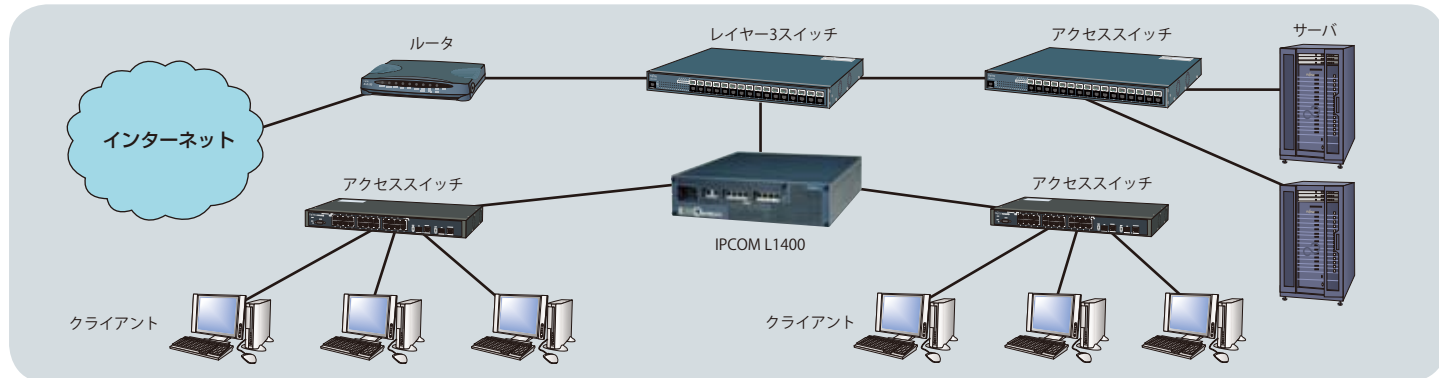 ルータ
レイヤー3スイッチ
アクセススイッチ
サーバ
インターネット
アクセススイッチ
アクセススイッチ
IPCOM L1400
クライアント
クライアント